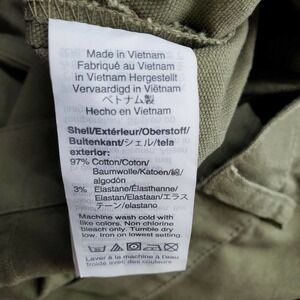 Made in Vietnam
Fabriqué au Vietnam
in Vietnam Hergestellt
Vervaardigd in Viëtnam
ベトナム製
Hecho en Vietnam
Shell/Extérieur/Oberstoff/
Buitenkant/シェル/tela
exterior:
97% Cotton/Coton/
Baumwolle/Katoen/綿/
algodón
3% Elastane/Élasthanne/
Elastan/Elastaan/エラス
テーン/elastano
Machine wash cold with
like colors. Non chlorine
bleach only. Tumble dry
low. Iron on lowest setting.
Laver à la machine à l'eau
froide avec des couleurs